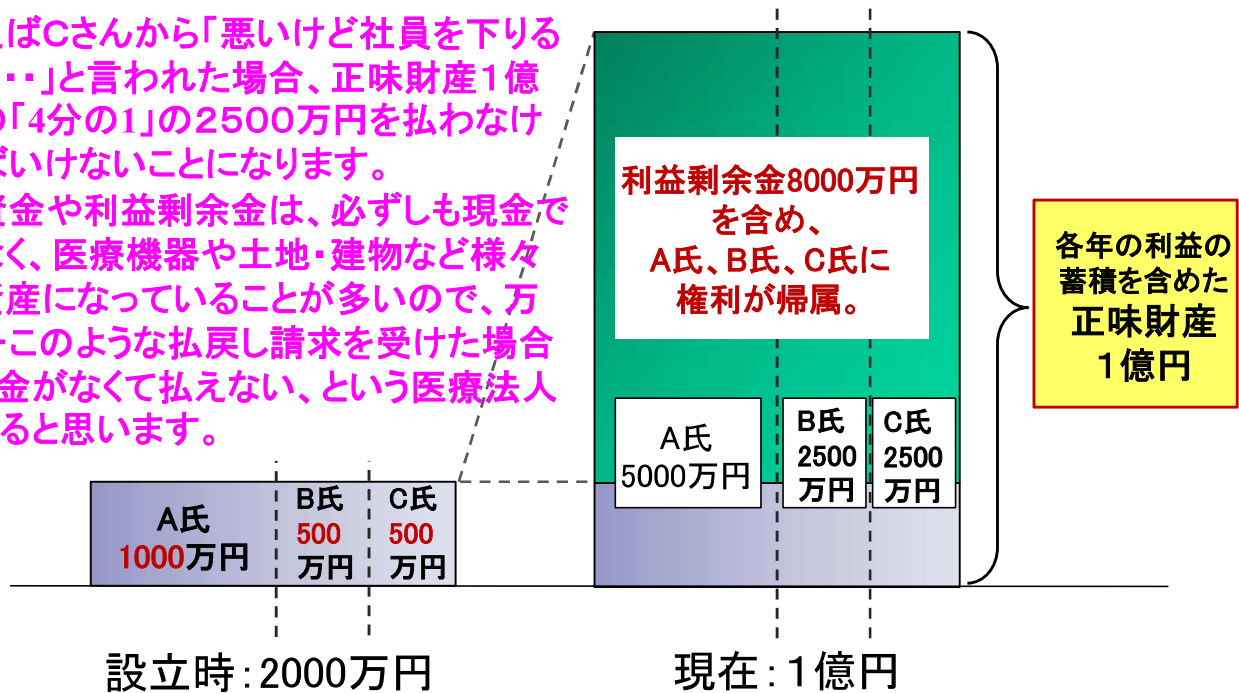 ばCさんから「悪いけど社員を下りる
・・」と言われた場合、正味財産１億
「4分の1」の２５００万円を払わなけ
ばいけないことになります。
資金や利益剰余金は、必ずしも現金で
なく、医療機器や土地・建物など様々
資産になっていることが多いので、万
一このような払戻し請求を受けた場合
金がなくて払えない、という医療法人
ると思います。
利益剰余金8000万円
を含め、
A氏、B氏、C氏に
権利が帰属。
各年の利益の
蓄積を含めた
正味財産
１億円
A氏
5000万円
B氏
2500
万円
C氏
2500
万円
A氏
1000万円
B氏
500
万円
C氏
500
万円
設立時：2000万円
現在：１億円